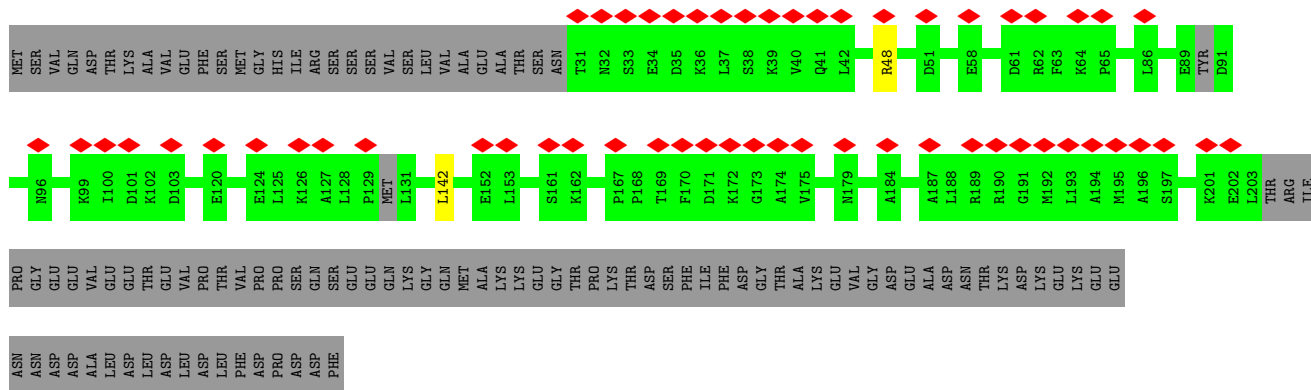 MET SER VAL GLN ASP THR LYS ALA VAL GLU PHE SER MET GLY HIS ILE ARG SER SER SER VAL SER LEU VAL ALA GLU ALA THR SER ASN T31 N32 S33 E34 D35 K36 L37 S38 K39 V40 Q41 L42 R48 D51 E58 D61 R62 F63 K64 P65 L86 E89 TYR D91
N96 K99 I100 D101 K102 D103 E120 E124 L125 K126 A127 L128 P129 MET L131 L142 E152 L153 S161 K162 P167 P168 T169 F170 D171 K172 G173 A174 V175 N179 A184 A187 L188 R189 R190 G191 M192 L193 A194 M195 A196 S197 K201 E202 L203 THR ARG ILE
PRO GLY GLU GLU VAL GLU GLU THR GLU VAL PRO THR VAL PRO PRO SER GLN SER GLU GLU GLN LYS GLY GLN MET ALA LYS LYS GLU GLY THR PRO LYS THR ASP SER PHE ILE PHE ASP GLY THR ALA LYS GLU VAL GLY ASP GLU ALA ASP ASN THR LYS ASP LYS GLU LYS GLU GLU
ASN ASN ASP ASP ALA LEU ASP LEU ASP LEU ASP LEU PHE ASP PRO ASP ASP PHE